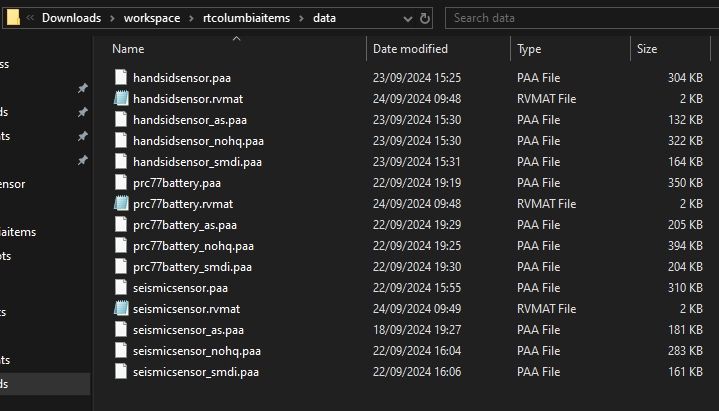 « Downloads > workspace > rtcolumbiaitems > data
Search data
Name Date modified Type Size
handsidsensor.paa 23/09/2024 15:25 PAA File 304 KB
handsidsensor.rvmat 24/09/2024 09:48 RVMAT File 2 KB
handsidsensor_as.paa 23/09/2024 15:30 PAA File 132 KB
handsidsensor_nohq.paa 23/09/2024 15:30 PAA File 322 KB
handsidsensor_smdi.paa 23/09/2024 15:31 PAA File 164 KB
prc77battery.paa 22/09/2024 19:19 PAA File 350 KB
prc77battery.rvmat 24/09/2024 09:48 RVMAT File 2 KB
prc77battery_as.paa 22/09/2024 19:29 PAA File 205 KB
prc77battery_nohq.paa 22/09/2024 19:25 PAA File 394 KB
prc77battery_smdi.paa 22/09/2024 19:30 PAA File 204 KB
seismicsensor.paa 22/09/2024 15:55 PAA File 310 KB
seismicsensor.rvmat 24/09/2024 09:49 RVMAT File 2 KB
seismicsensor_as.paa 18/09/2024 19:27 PAA File 181 KB
seismicsensor_nohq.paa 22/09/2024 16:04 PAA File 283 KB
seismicsensor_smdi.paa 22/09/2024 16:06 PAA File 161 KB